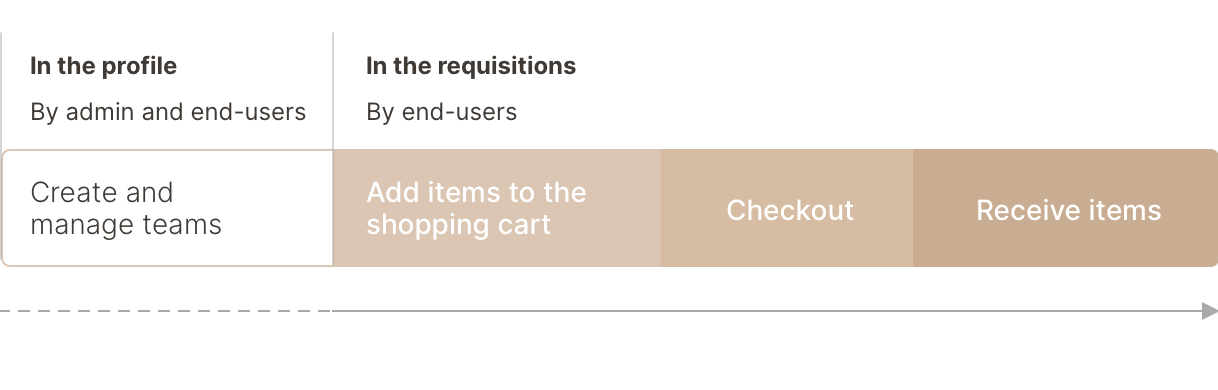 In the profile
By admin and end-users
In the requisitions
By end-users
Create and
manage teams
Add items to the
shopping cart
Checkout
Receive items